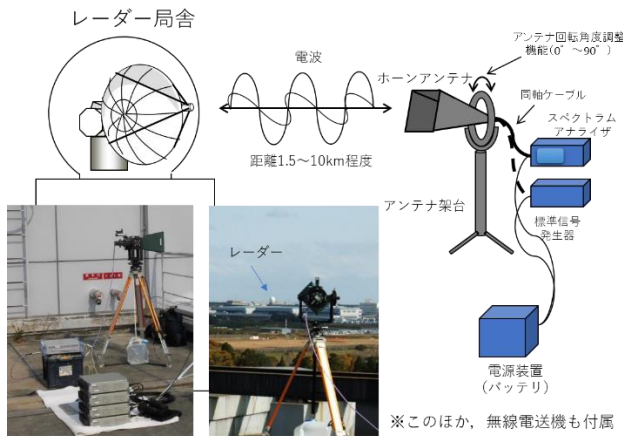 レーダー局舎
電波
距離1.5～10km程度
アンテナ回転角度調整
機能(0°～90°)
ホーンアンテナ
同軸ケーブル
スペクトラム
アナライザ
標準信号
発生器
アンテナ架台
電源装置
(バッテリ)
レーダー
※このほか，無線電送機も付属